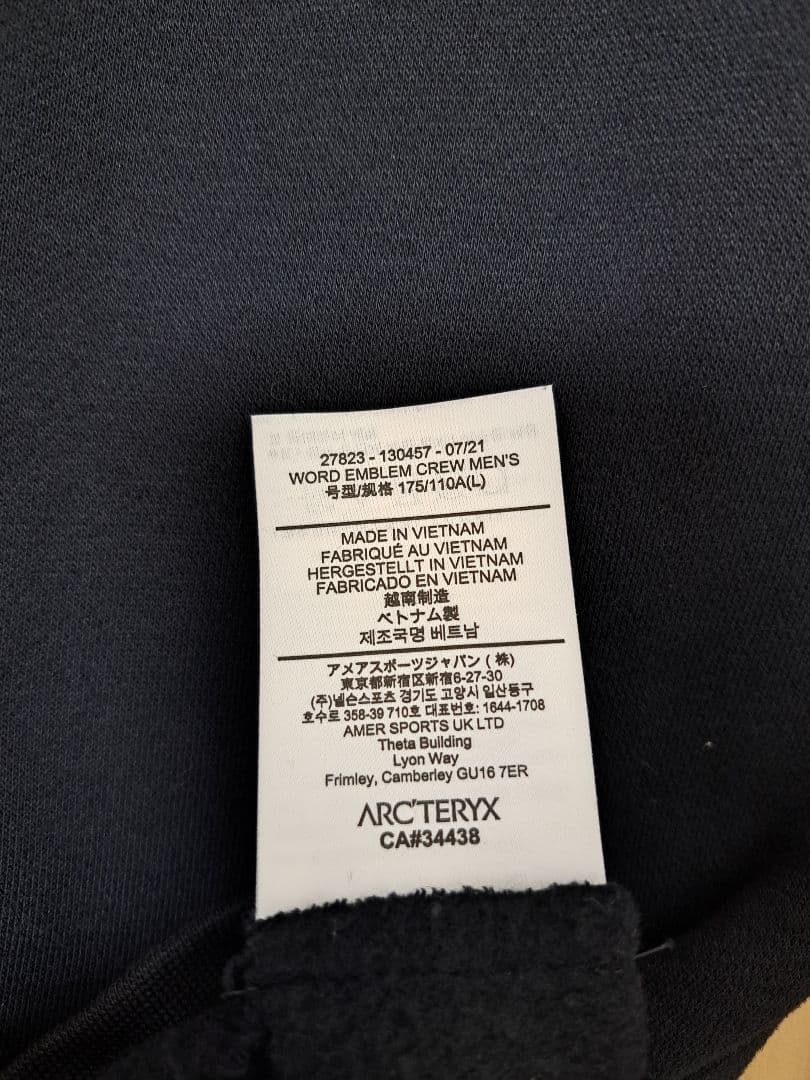 27823 - 130457 - 07/21
WORD EMBLEM CREW MEN'S
号型/规格 175/110A(L)
MADE IN VIETNAM
FABRIQUÉ AU VIETNAM
HERGESTELLT IN VIETNAM
FABRICADO EN VIETNAM
越南制造
ベトナム製
제조국명 베트남
アメアスポーツジャパン ( 株)
東京都新宿区新宿6-27-30
(주)넬슨스포츠 경기도 고양시 일산동구
호수로 358-39 710호 대표번호: 1644-1708
AMER SPORTS UK LTD
Theta Building
Lyon Way
Frimley, Camberley GU16 7ER
ARC'TERYX
CA#34438